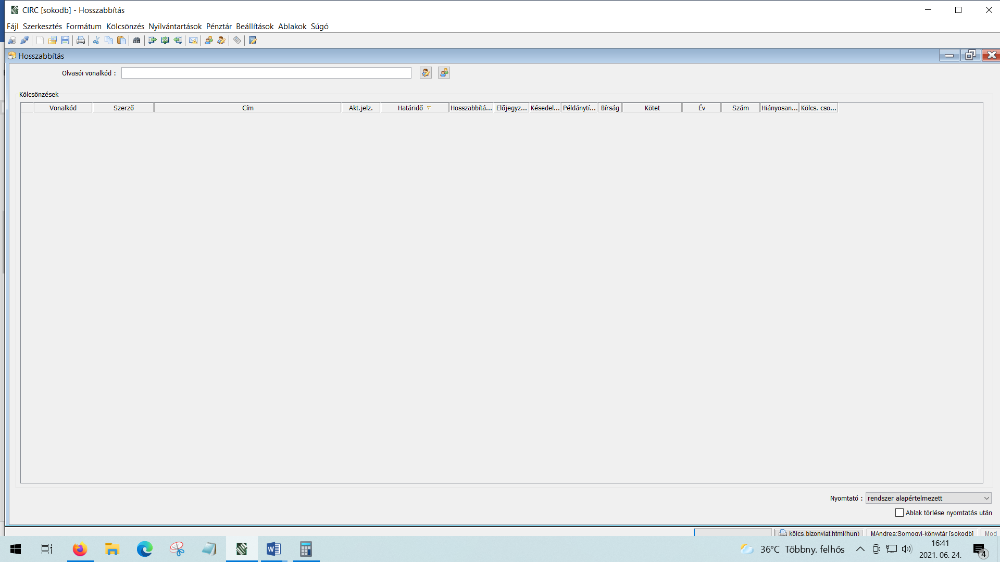 CIRC [sokodb] - Hosszabbítás
Fájl Szerkesztés Formátum Kölcsönzés Nyilvántartások Pénztár Beállítások Ablakok Súgó
Hosszabbítás
Olvasói vonalkód :
Kölcsönzések
Vonalkód Szerző Cím Akt.jelz. Határidő Hosszabbítá... Előjegyz... Késedel... Példánytí... Bírság Kötet Év Szám Hiányosan... Kölcs. cso...
Nyomtató : rendszer alapértelmezett
Ablak törlése nyomtatás után
kölcs.bizonylat.html(hun) MAndrea:Somogyi-könyvtár [sokodb] Mod
36°C Többny. felhős
16:41
2021. 06. 24.
4